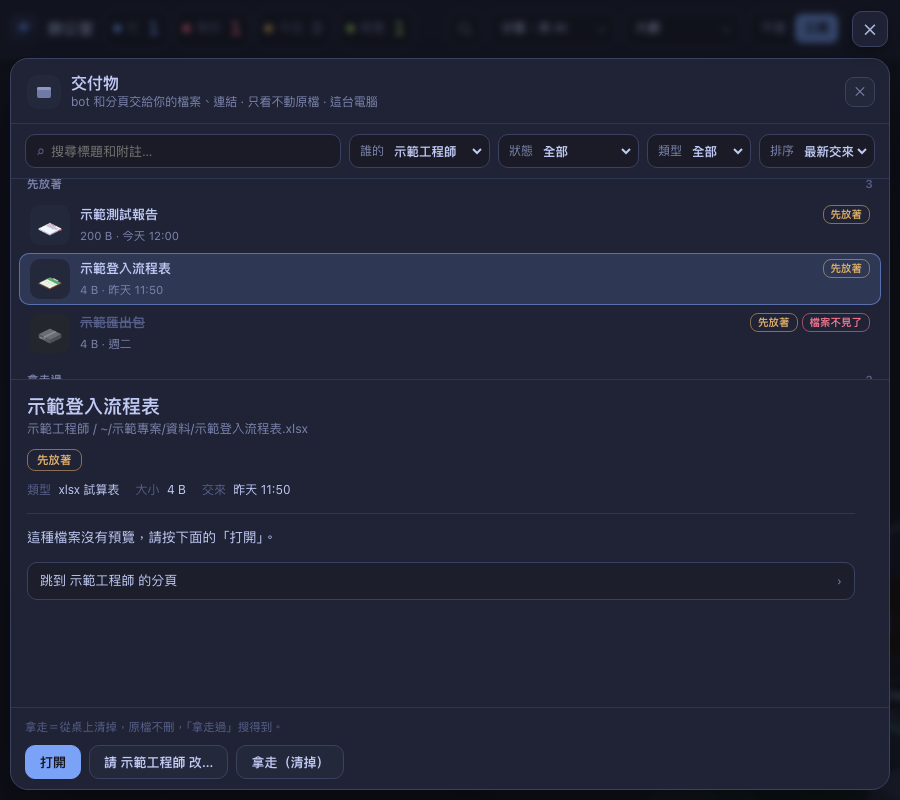 交付物
bot 和分頁交給你的檔案、連結 · 只看不動原檔 · 這台電腦
搜尋標題和附註...
誰的 示範工程師
狀態 全部
類型 全部
排序 最新交來
先放著 3
示範測試報告 先放著
200 B · 今天 12:00
示範登入流程表 先放著
4 B · 昨天 11:50
示範匯出包 先放著 檔案不見了
4 B · 週二
示範登入流程表
示範工程師 / ~/示範專案/資料/示範登入流程表.xlsx
先放著
類型 xlsx 試算表 大小 4 B 交來 昨天 11:50
這種檔案沒有預覽，請按下面的「打開」。
跳到 示範工程師 的分頁 ›
拿走＝從桌上清掉，原檔不刪，「拿走過」搜得到。
打開
請 示範工程師 改...
拿走（清掉）